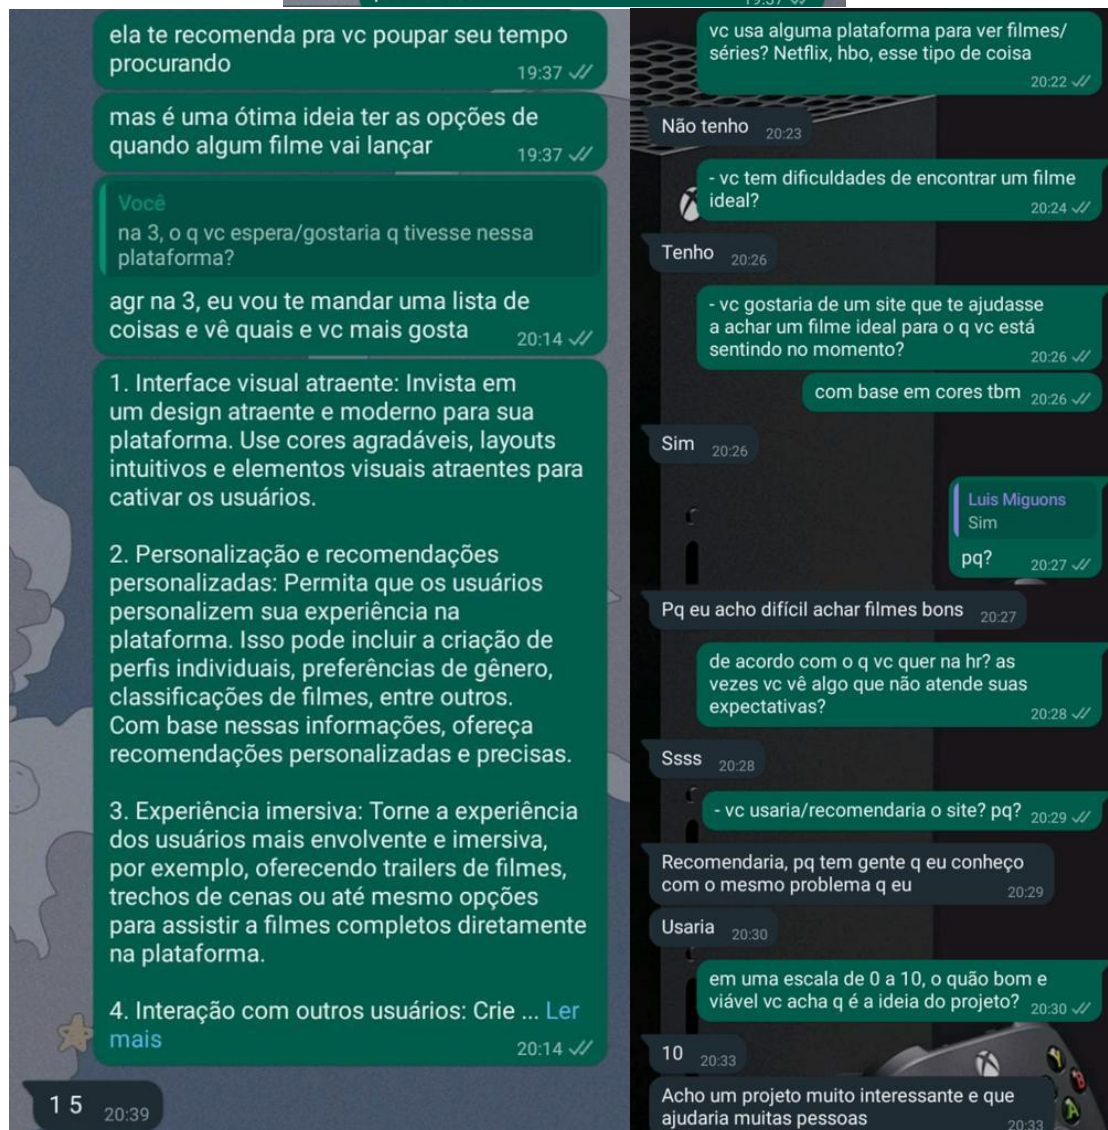 19:37
ela te recomenda pra vc poupar seu tempo
procurando
19:37
mas é uma ótima ideia ter as opções de
quando algum filme vai lançar
19:37
Você
na 3, o q vc espera/gostaria q tivesse nessa
plataforma?
agr na 3, eu vou te mandar uma lista de
coisas e vê quais e vc mais gosta
20:14
1. Interface visual atraente: Invista em
um design atraente e moderno para sua
plataforma. Use cores agradáveis, layouts
intuitivos e elementos visuais atraentes para
cativar os usuários.
2. Personalização e recomendações
personalizadas: Permita que os usuários
personalizem sua experiência na
plataforma. Isso pode incluir a criação de
perfis individuais, preferências de gênero,
classificações de filmes, entre outros.
Com base nessas informações, ofereça
recomendações personalizadas e precisas.
3. Experiência imersiva: Torne a experiência
dos usuários mais envolvente e imersiva,
por exemplo, oferecendo trailers de filmes,
trechos de cenas ou até mesmo opções
para assistir a filmes completos diretamente
na plataforma.
4. Interação com outros usuários: Crie ... Ler
mais
20:14
1 5 20:39
vc usa alguma plataforma para ver filmes/
séries? Netflix, hbo, esse tipo de coisa
20:22
Não tenho 20:23
- vc tem dificuldades de encontrar um filme
ideal?
20:24
Tenho 20:26
- vc gostaria de um site que te ajudasse
a achar um filme ideal para o q vc está
sentindo no momento?
20:26
com base em cores tbm 20:26
Sim 20:26
Luis Miguons
Sim
pq? 20:27
Pq eu acho difícil achar filmes bons 20:27
de acordo com o q vc quer na hr? as
vezes vc vê algo que não atende suas
expectativas?
20:28
Ssss 20:28
- vc usaria/recomendaria o site? pq? 20:29
Recomendaria, pq tem gente q eu conheço
com o mesmo problema q eu
20:29
Usaria 20:30
em uma escala de 0 a 10, o quão bom e
viável vc acha q é a ideia do projeto? 20:30
10 20:33
Acho um projeto muito interessante e que
ajudaria muitas pessoas
20:33
Y
B
A